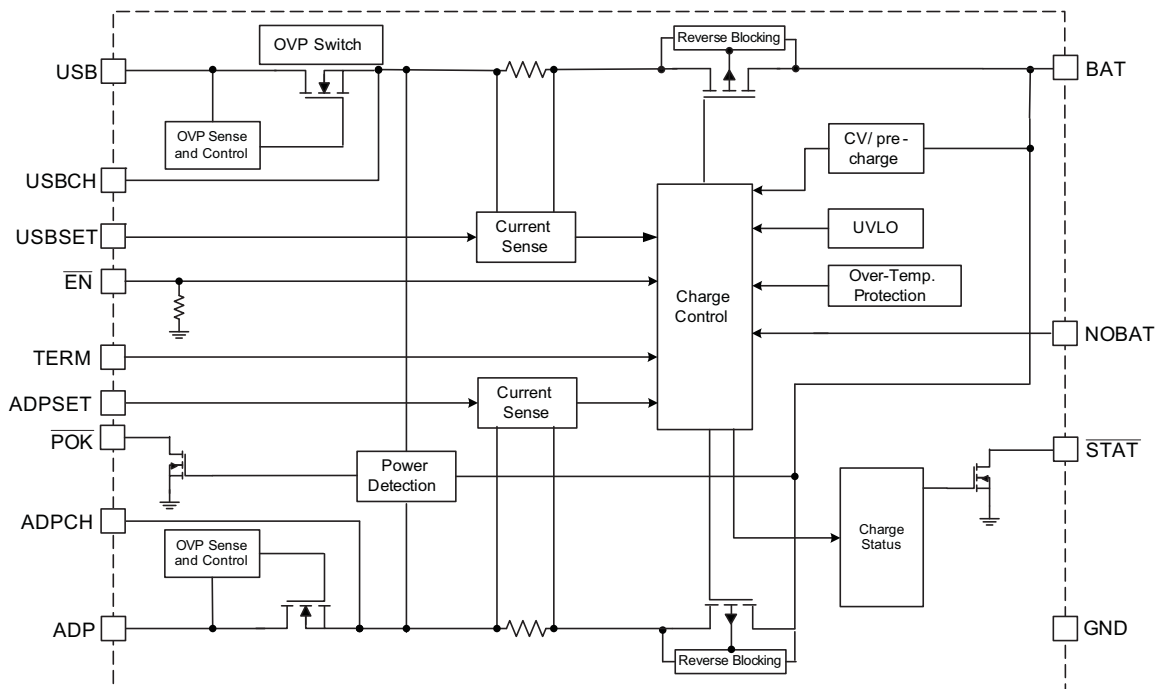 OVP Switch
Reverse Blocking
USB
BAT
OVP Sense
and Control
CV/ pre-
charge
USBCH
USBSET
Current
Sense
UVLO
EN
Over-Temp.
Protection
Charge
Control
NOBAT
TERM
ADPSET
Current
Sense
POK
STAT
Power
Detection
ADPCH
OVP Sense
and Control
Charge
Status
ADP
GND
Reverse Blocking